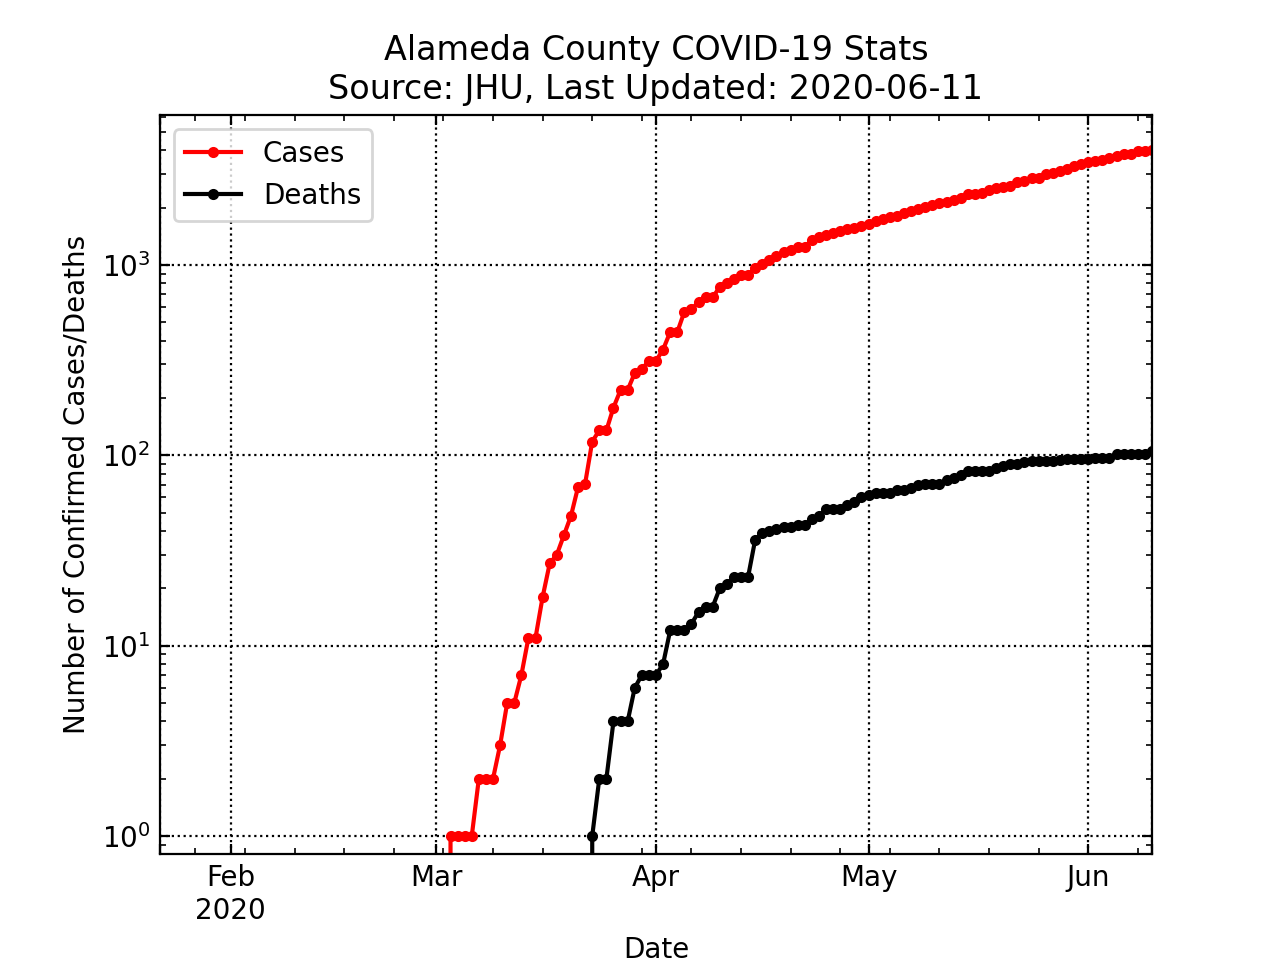 Alameda County COVID-19 Stats
Source: JHU, Last Updated: 2020-06-11
Cases
Deaths
Number of Confirmed Cases/Deaths
10³
10²
10¹
10⁰
Feb Mar Apr May Jun
2020
Date